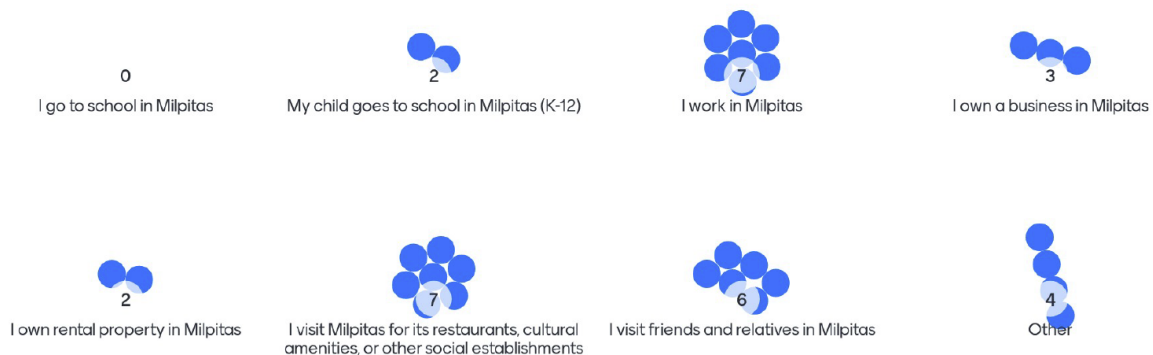 0
2
7
3
I go to school in Milpitas
My child goes to school in Milpitas (K-12)
I work in Milpitas
I own a business in Milpitas
2
7
6
4
I own rental property in Milpitas
I visit Milpitas for its restaurants, cultural
amenities, or other social establishments
I visit friends and relatives in Milpitas
Other